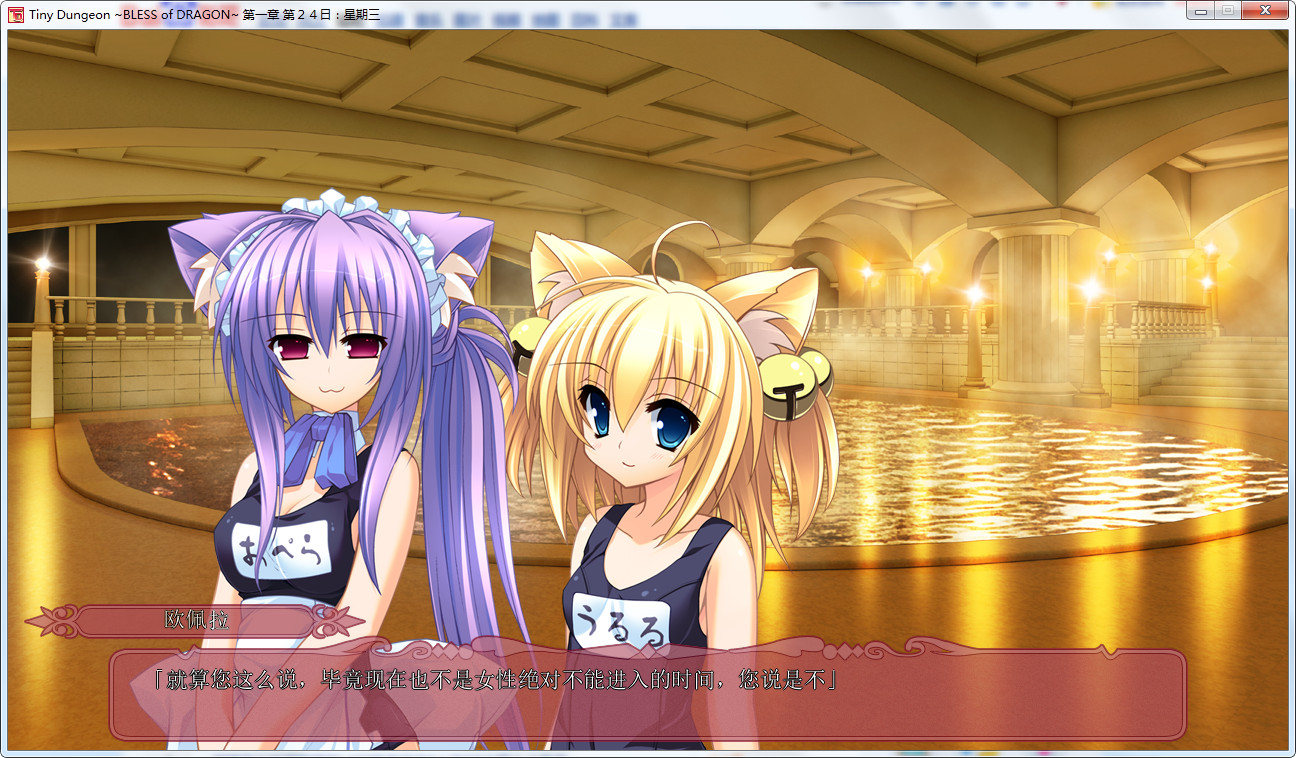 Tiny Dungeon ~BLESS of DRAGON~ 第一章 第２４日：星期三
おぺら
うるる
欧佩拉
「就算您这么说，毕竟现在也不是女性绝对不能进入的时间，您说是不」